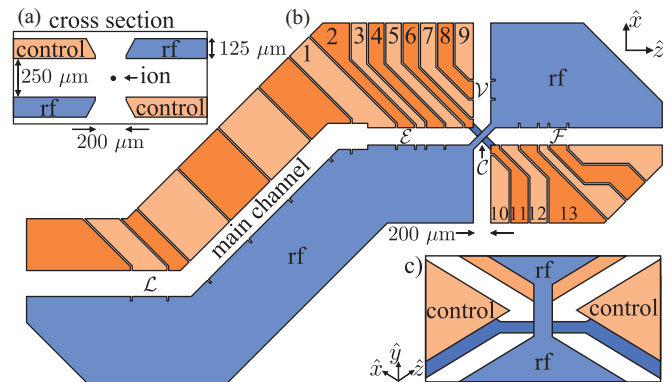 (a)
cross section
control
rf
125 μm
250 μm
ion
rf
control
200 μm
(b)
1
2
3
4
5
6
7
8
9
𝒱
rf
x̂
ẑ
ℰ
ℱ
𝒞
main channel
10
11
12
13
200 μm
rf
ℒ
c)
rf
control
control
rf
ŷ
x̂
ẑ